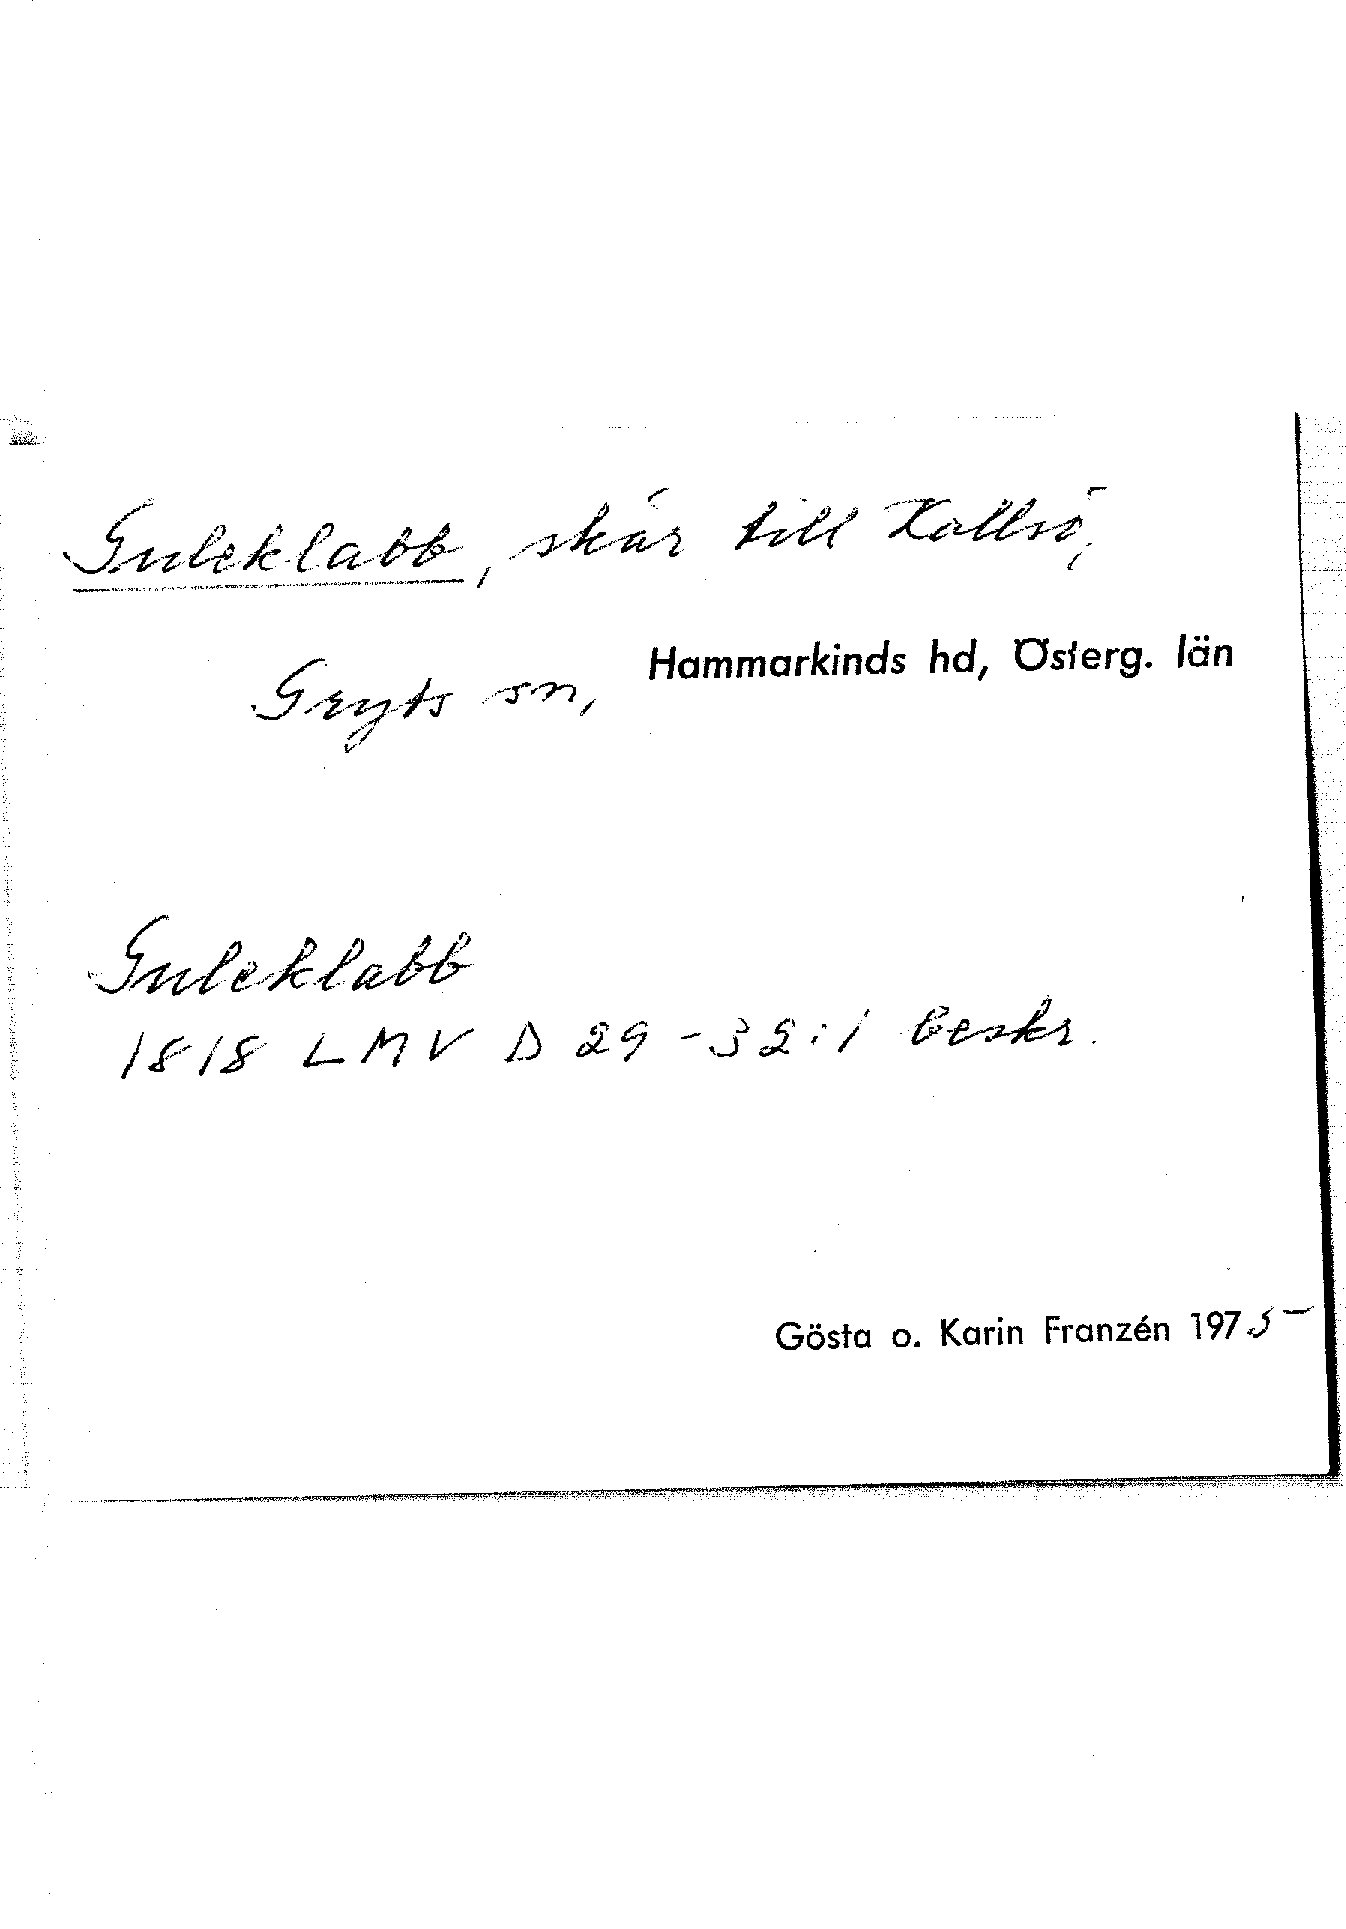 Guleklabb, skär till Kallsö,
Gryts sn, Hammarkinds hd, Österg. län
Guleklabb
1818 LMV D 29-32:1 beskr.
Gösta o. Karin Franzén 1975